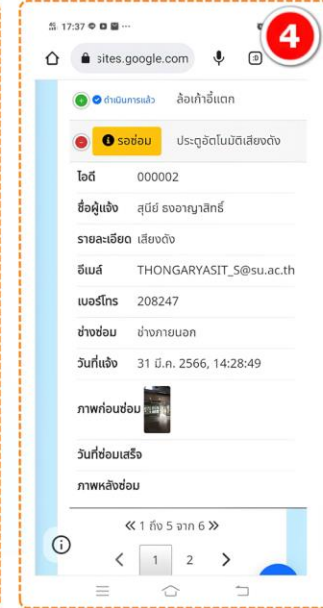 17:37
4
sites.google.com
ดำเนินการแล้ว ล้อเก้าอี้แตก
รอซ่อม ประตูอัตโนมัติเสียงดัง
ไอดี 000002
ชื่อผู้แจ้ง สุนีย์ ธงอาญาสิทธิ์
รายละเอียด เสียงดัง
อีเมล์ THONGARYASIT_S@su.ac.th
เบอร์โทร 208247
ช่างซ่อม ช่างภายนอก
วันที่แจ้ง 31 มี.ค. 2566, 14:28:49
ภาพก่อนซ่อม
วันที่ซ่อมเสร็จ
ภาพหลังซ่อม
≪ 1 ถึง 5 จาก 6 ≫
1 2